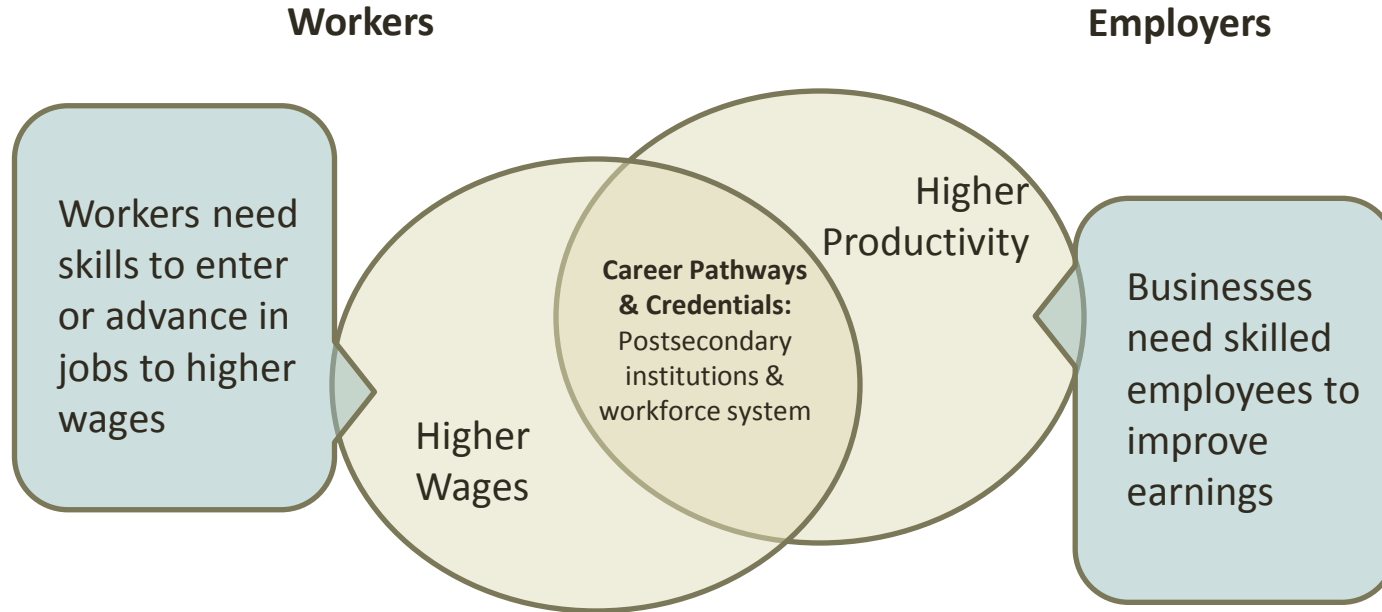 Workers
Employers
Workers need
skills to enter
or advance in
jobs to higher
wages
Higher
Wages
Career Pathways
& Credentials:
Postsecondary
institutions &
workforce system
Higher
Productivity
Businesses
need skilled
employees to
improve
earnings